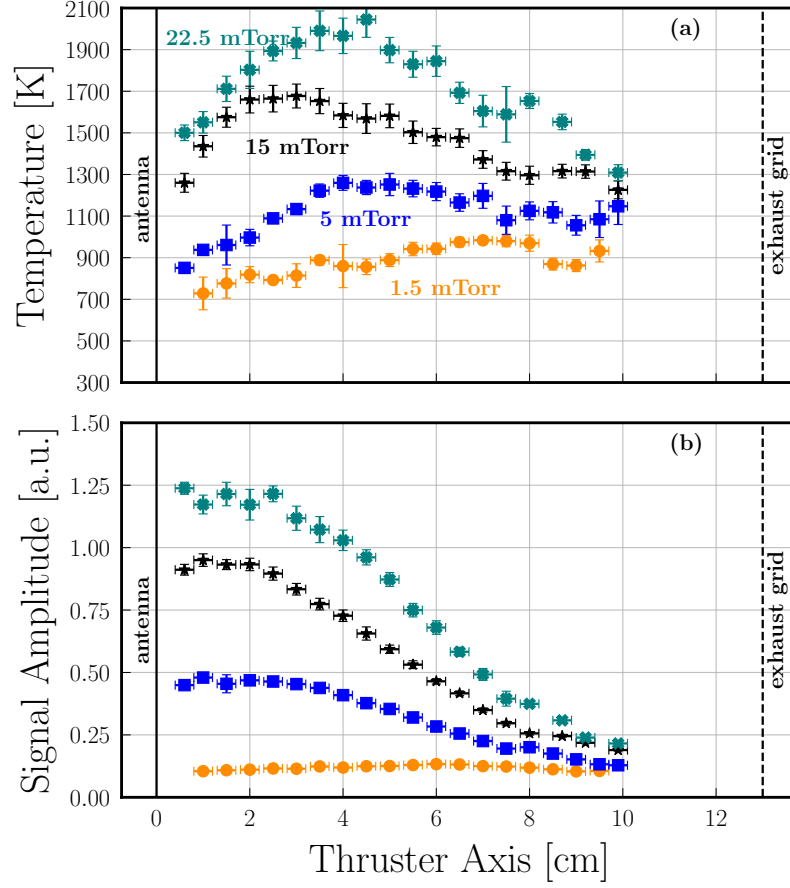 2100
1900
1700
1500
1300
1100
900
700
500
300
Temperature [K]
(a)
22.5 mTorr
15 mTorr
5 mTorr
1.5 mTorr
antenna
exhaust grid
1.50
1.25
1.00
0.75
0.50
0.25
0.00
Signal Amplitude [a.u.]
(b)
antenna
exhaust grid
0 2 4 6 8 10 12
Thruster Axis [cm]